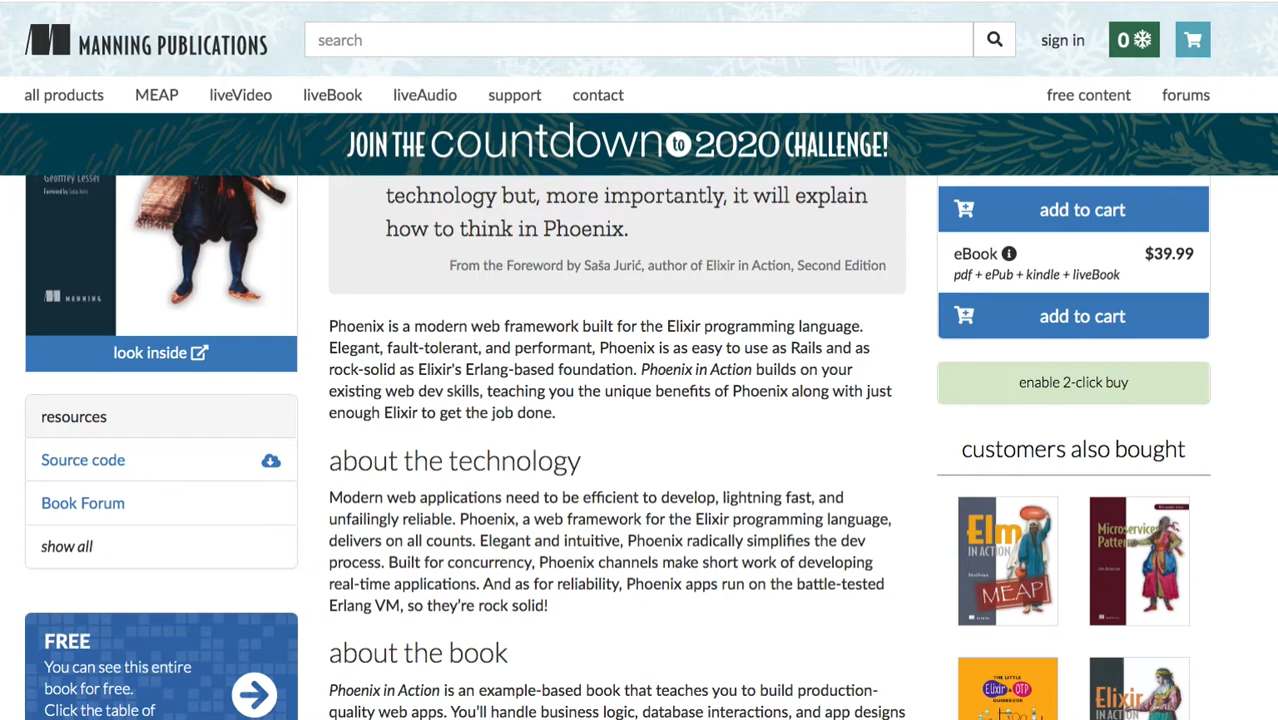 MANNING PUBLICATIONS
search
sign in
0
all products
MEAP
liveVideo
liveBook
liveAudio
support
contact
free content
forums
JOIN THE countdown to 2020 CHALLENGE!
Geoffrey Lessel
Foreword by Saša Jurić
MANNING
look inside
resources
Source code
Book Forum
show all
FREE
You can see this entire
book for free.
Click the table of
technology but, more importantly, it will explain
how to think in Phoenix.
From the Foreword by Saša Jurić, author of Elixir in Action, Second Edition
Phoenix is a modern web framework built for the Elixir programming language.
Elegant, fault-tolerant, and performant, Phoenix is as easy to use as Rails and as
rock-solid as Elixir's Erlang-based foundation. Phoenix in Action builds on your
existing web dev skills, teaching you the unique benefits of Phoenix along with just
enough Elixir to get the job done.
about the technology
Modern web applications need to be efficient to develop, lightning fast, and
unfailingly reliable. Phoenix, a web framework for the Elixir programming language,
delivers on all counts. Elegant and intuitive, Phoenix radically simplifies the dev
process. Built for concurrency, Phoenix channels make short work of developing
real-time applications. And as for reliability, Phoenix apps run on the battle-tested
Erlang VM, so they're rock solid!
about the book
Phoenix in Action is an example-based book that teaches you to build production-
quality web apps. You'll handle business logic, database interactions, and app designs
add to cart
eBook $39.99
pdf + ePub + kindle + liveBook
add to cart
enable 2-click buy
customers also bought
Elm
IN ACTION
MEAP
Microservices
Patterns
THE LITTLE
Elixir & OTP
GUIDEBOOK
Elixir